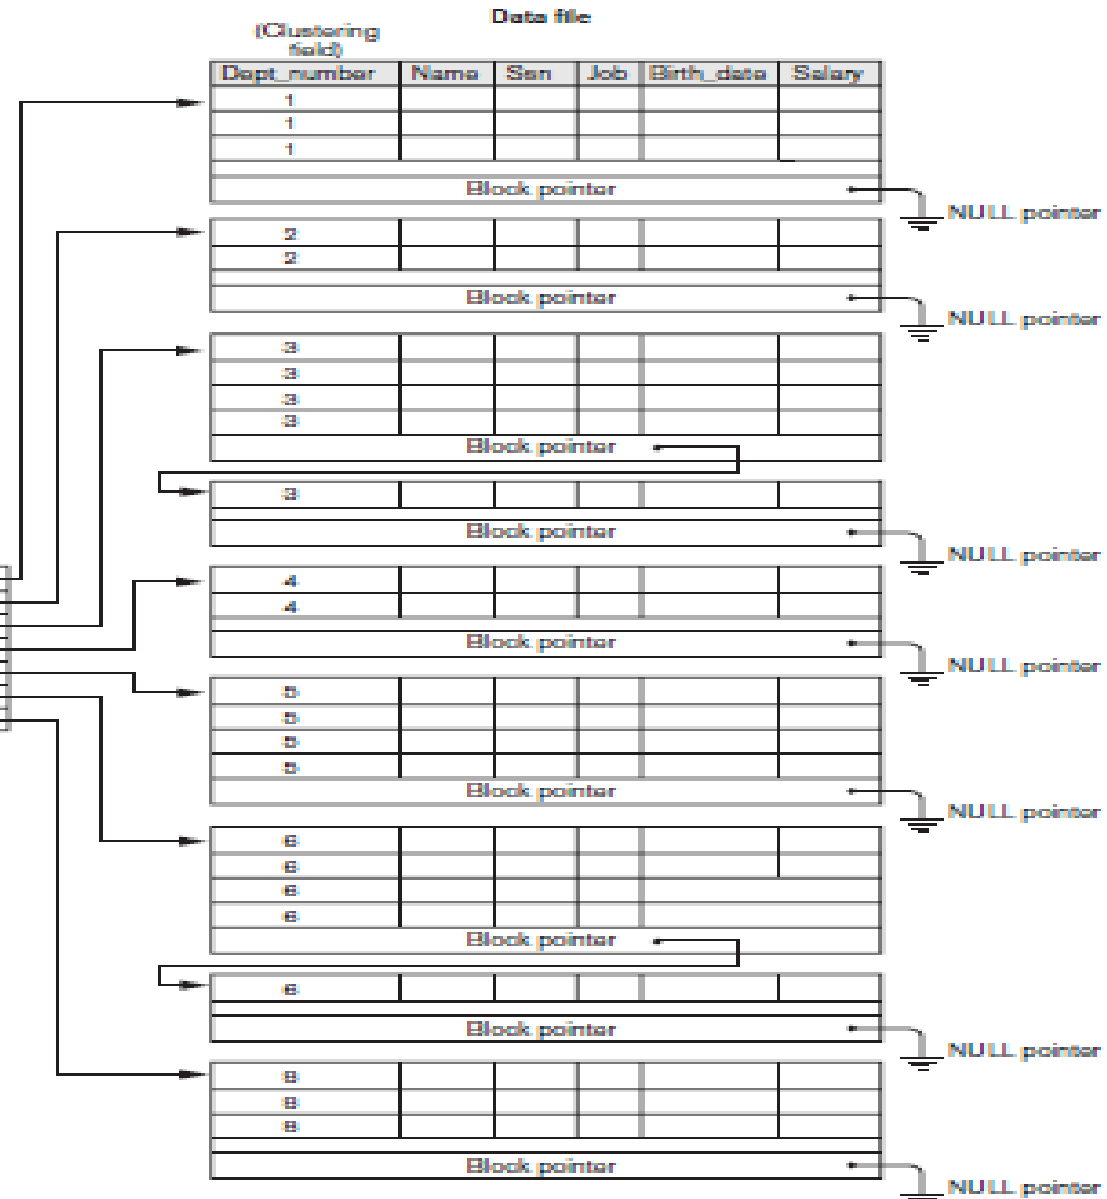 Data file
(Clustering
field)
Dept_number Name Ssn Job Birth_date Salary
1
1
1
Block pointer
NULL pointer
2
2
Block pointer
NULL pointer
3
3
3
3
Block pointer
3
Block pointer
NULL pointer
4
4
Block pointer
NULL pointer
5
5
5
5
Block pointer
NULL pointer
6
6
6
6
Block pointer
6
Block pointer
NULL pointer
8
8
8
Block pointer
NULL pointer